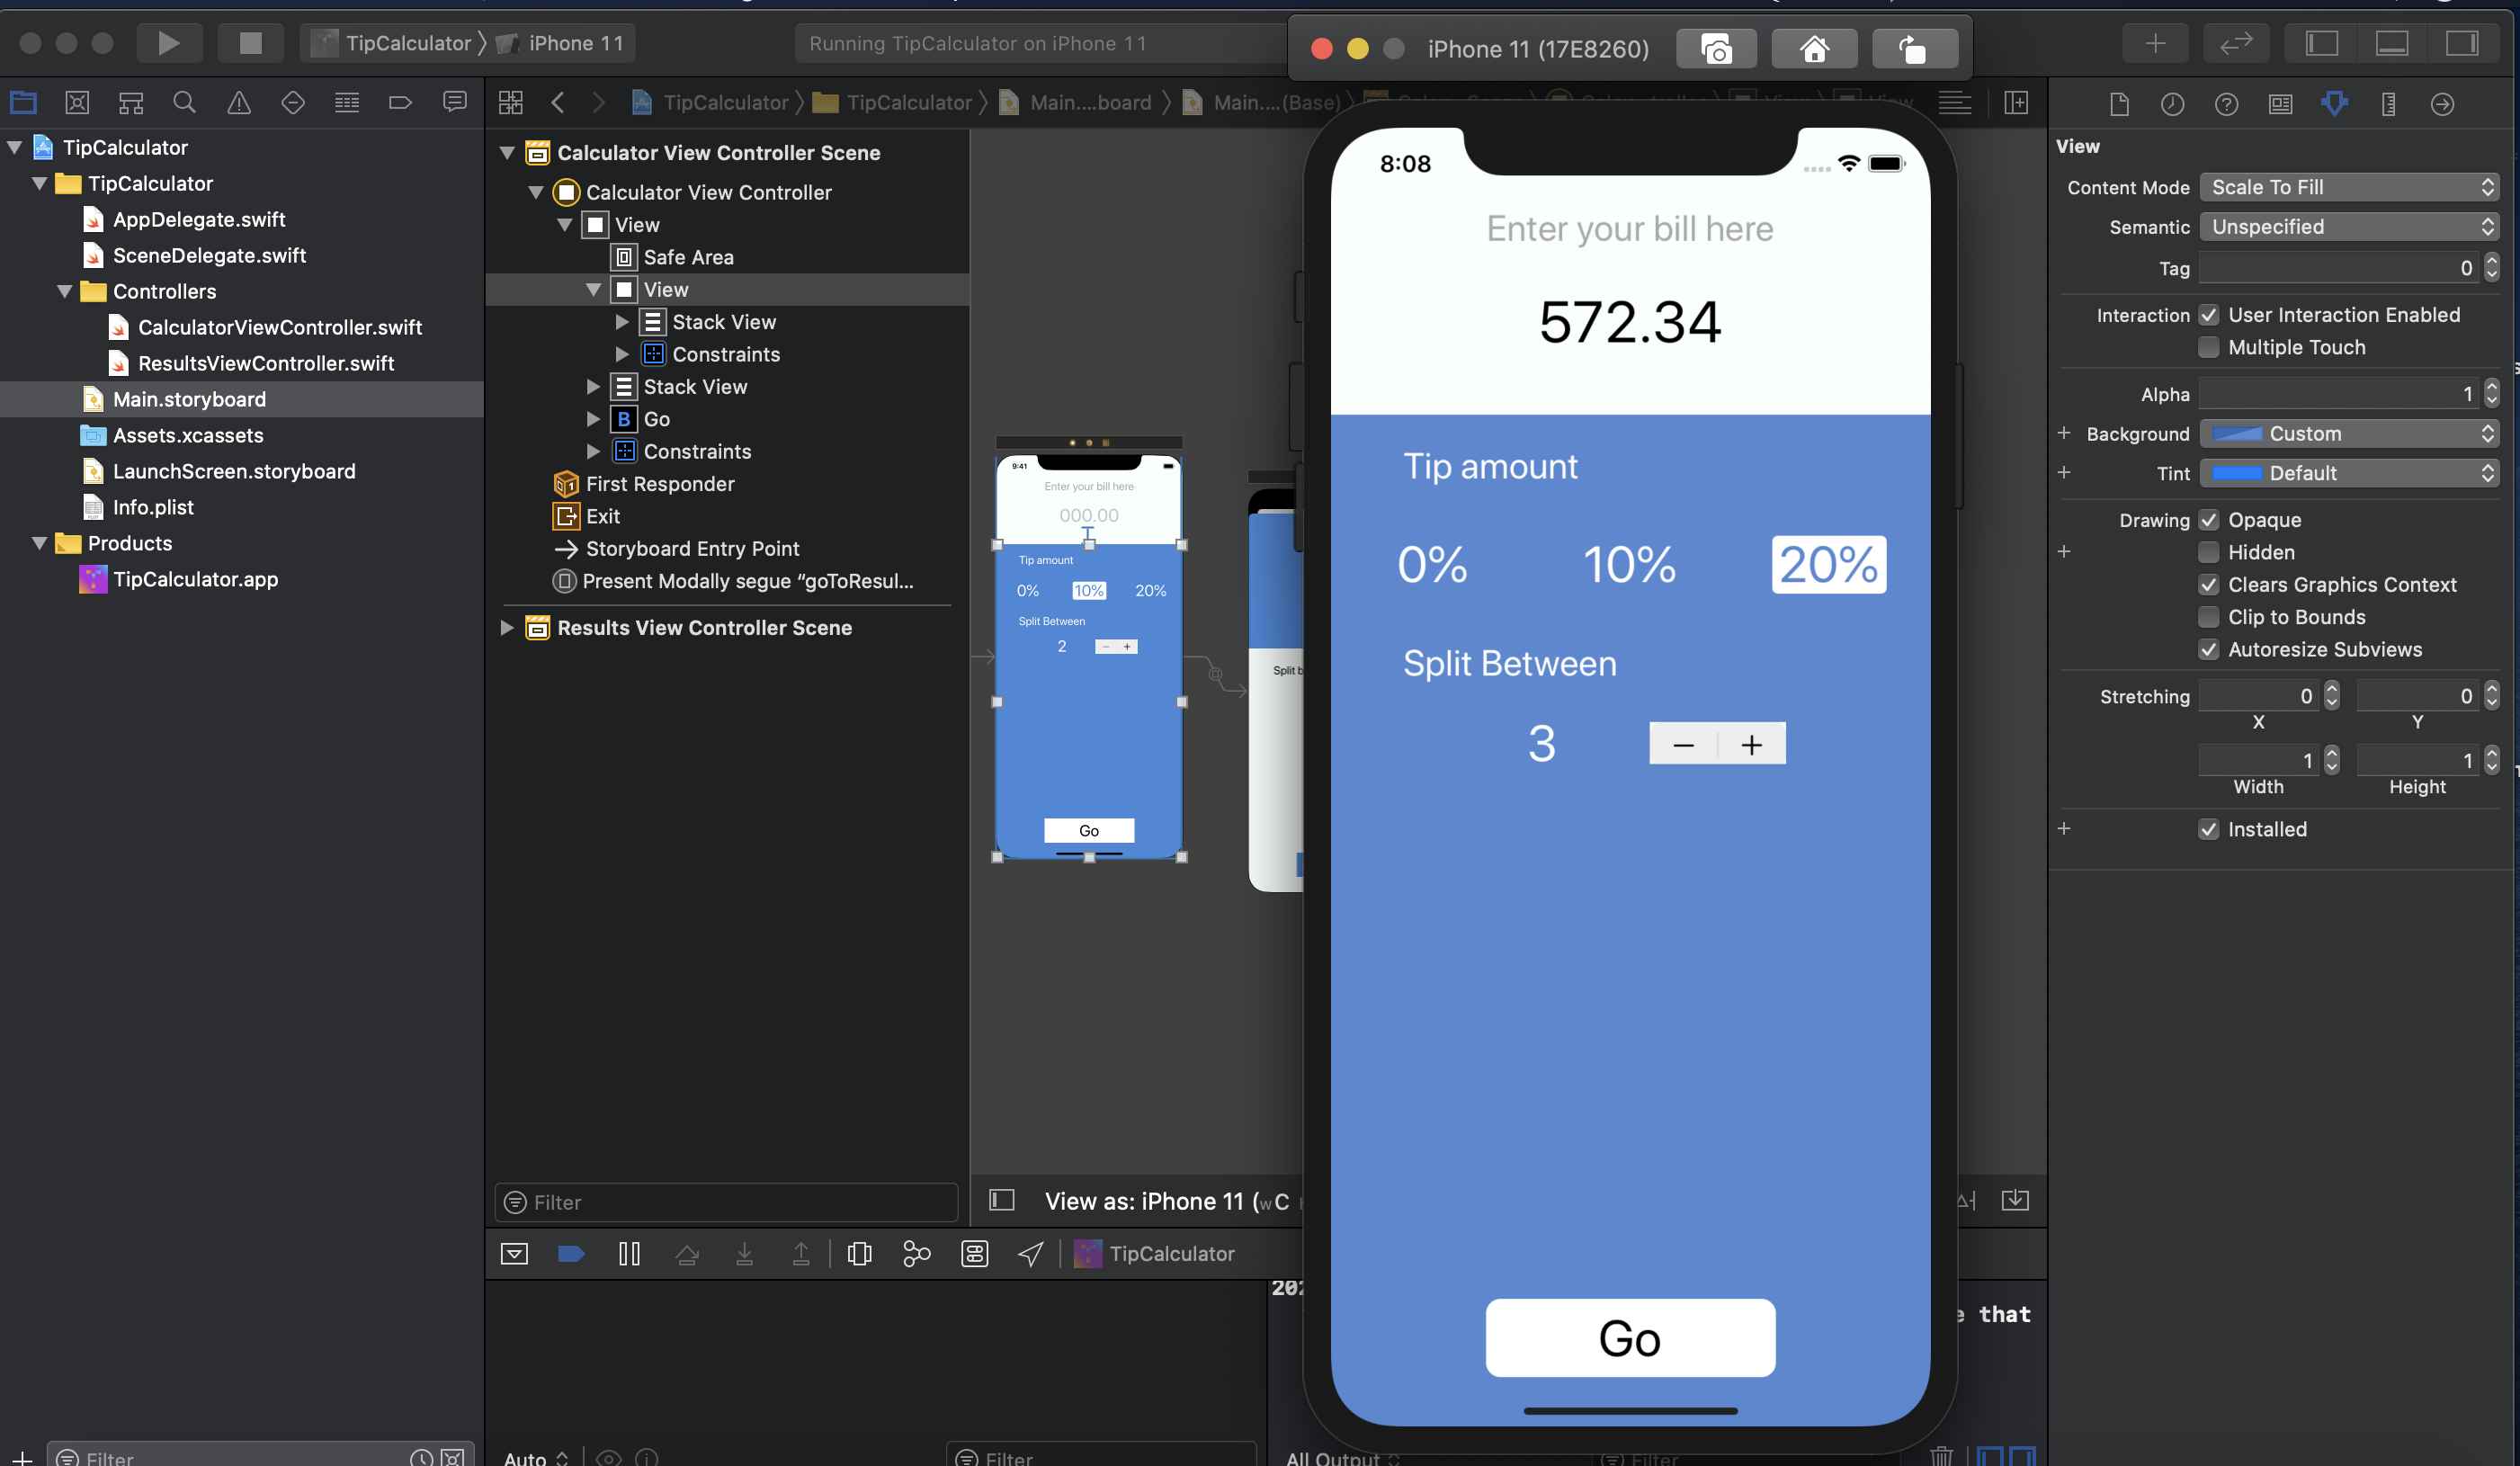 TipCalculator 〉 iPhone 11
Running TipCalculator on iPhone 11
iPhone 11 (17E8260)
TipCalculator 〉 TipCalculator 〉 Main....board 〉 Main....(Base) 〉
TipCalculator
TipCalculator
AppDelegate.swift
SceneDelegate.swift
Controllers
CalculatorViewController.swift
ResultsViewController.swift
Main.storyboard
Assets.xcassets
LaunchScreen.storyboard
Info.plist
Products
TipCalculator.app
Filter
Calculator View Controller Scene
Calculator View Controller
View
Safe Area
View
Stack View
Constraints
Stack View
B Go
Constraints
First Responder
Exit
Storyboard Entry Point
Present Modally segue “goToResul...
Results View Controller Scene
Filter
9:41
Enter your bill here
000.00
Tip amount
0% 10% 20%
Split Between
2 − +
Go
Split b
View as: iPhone 11 (wC
TipCalculator
202
e that
Auto
Filter
All Output
Filter
8:08
Enter your bill here
572.34
Tip amount
0% 10% 20%
Split Between
3 − +
Go
View
Content Mode Scale To Fill
Semantic Unspecified
Tag 0
Interaction User Interaction Enabled
Multiple Touch
Alpha 1
+ Background Custom
+ Tint Default
Drawing Opaque
+ Hidden
Clears Graphics Context
Clip to Bounds
Autoresize Subviews
Stretching 0 0
X Y
1 1
Width Height
+ Installed